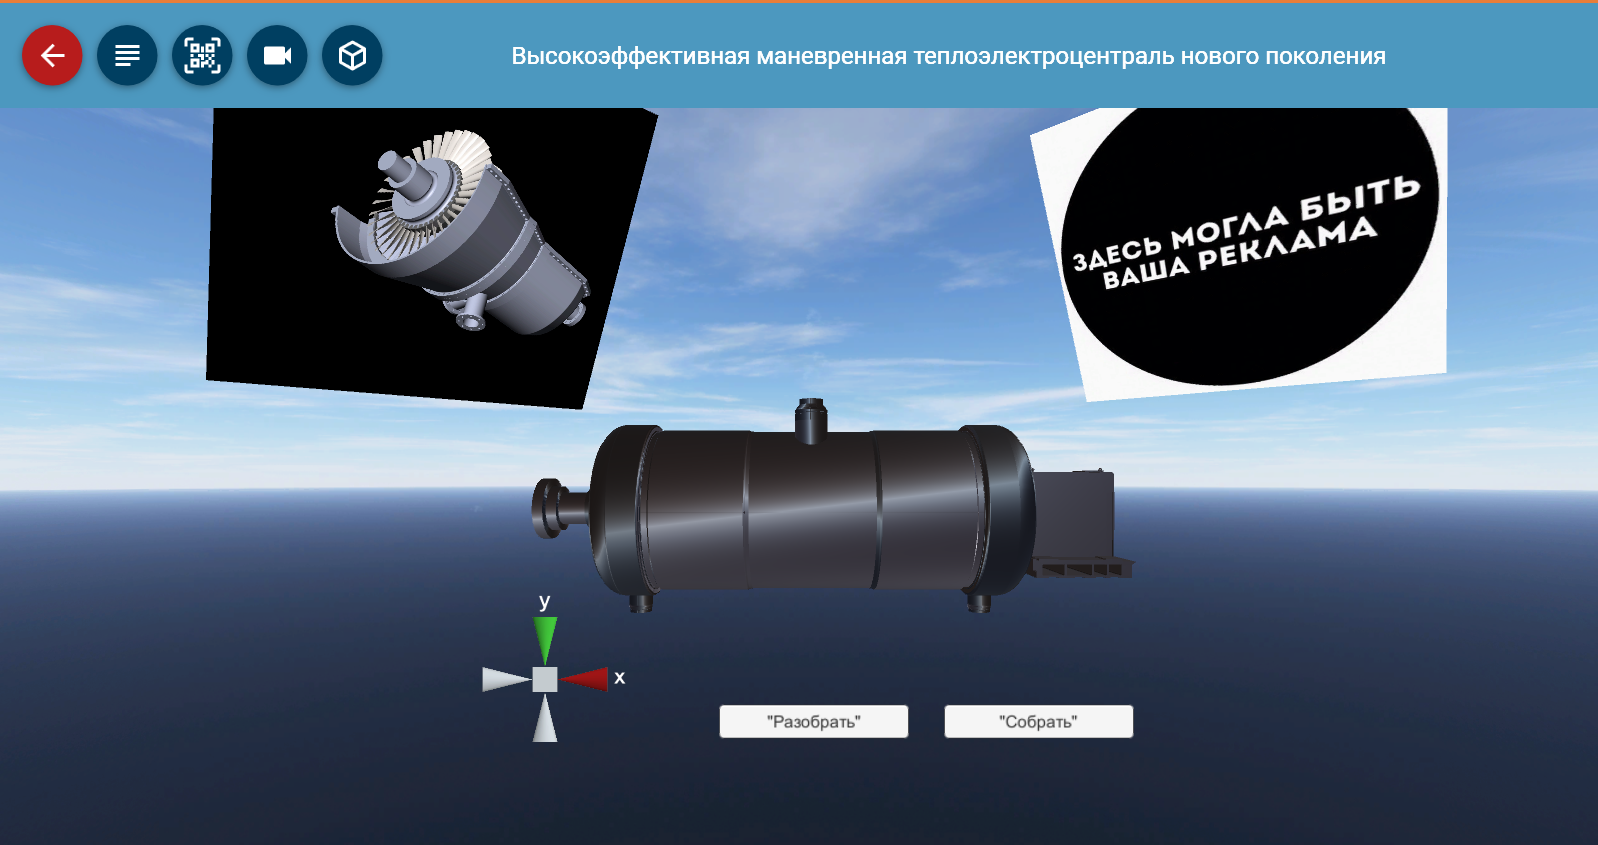 Высокоэффективная маневренная теплоэлектроцентраль нового поколения
ЗДЕСЬ МОГЛА БЫТЬ
ВАША РЕКЛАМА
y
x
"Разобрать"
"Собрать"